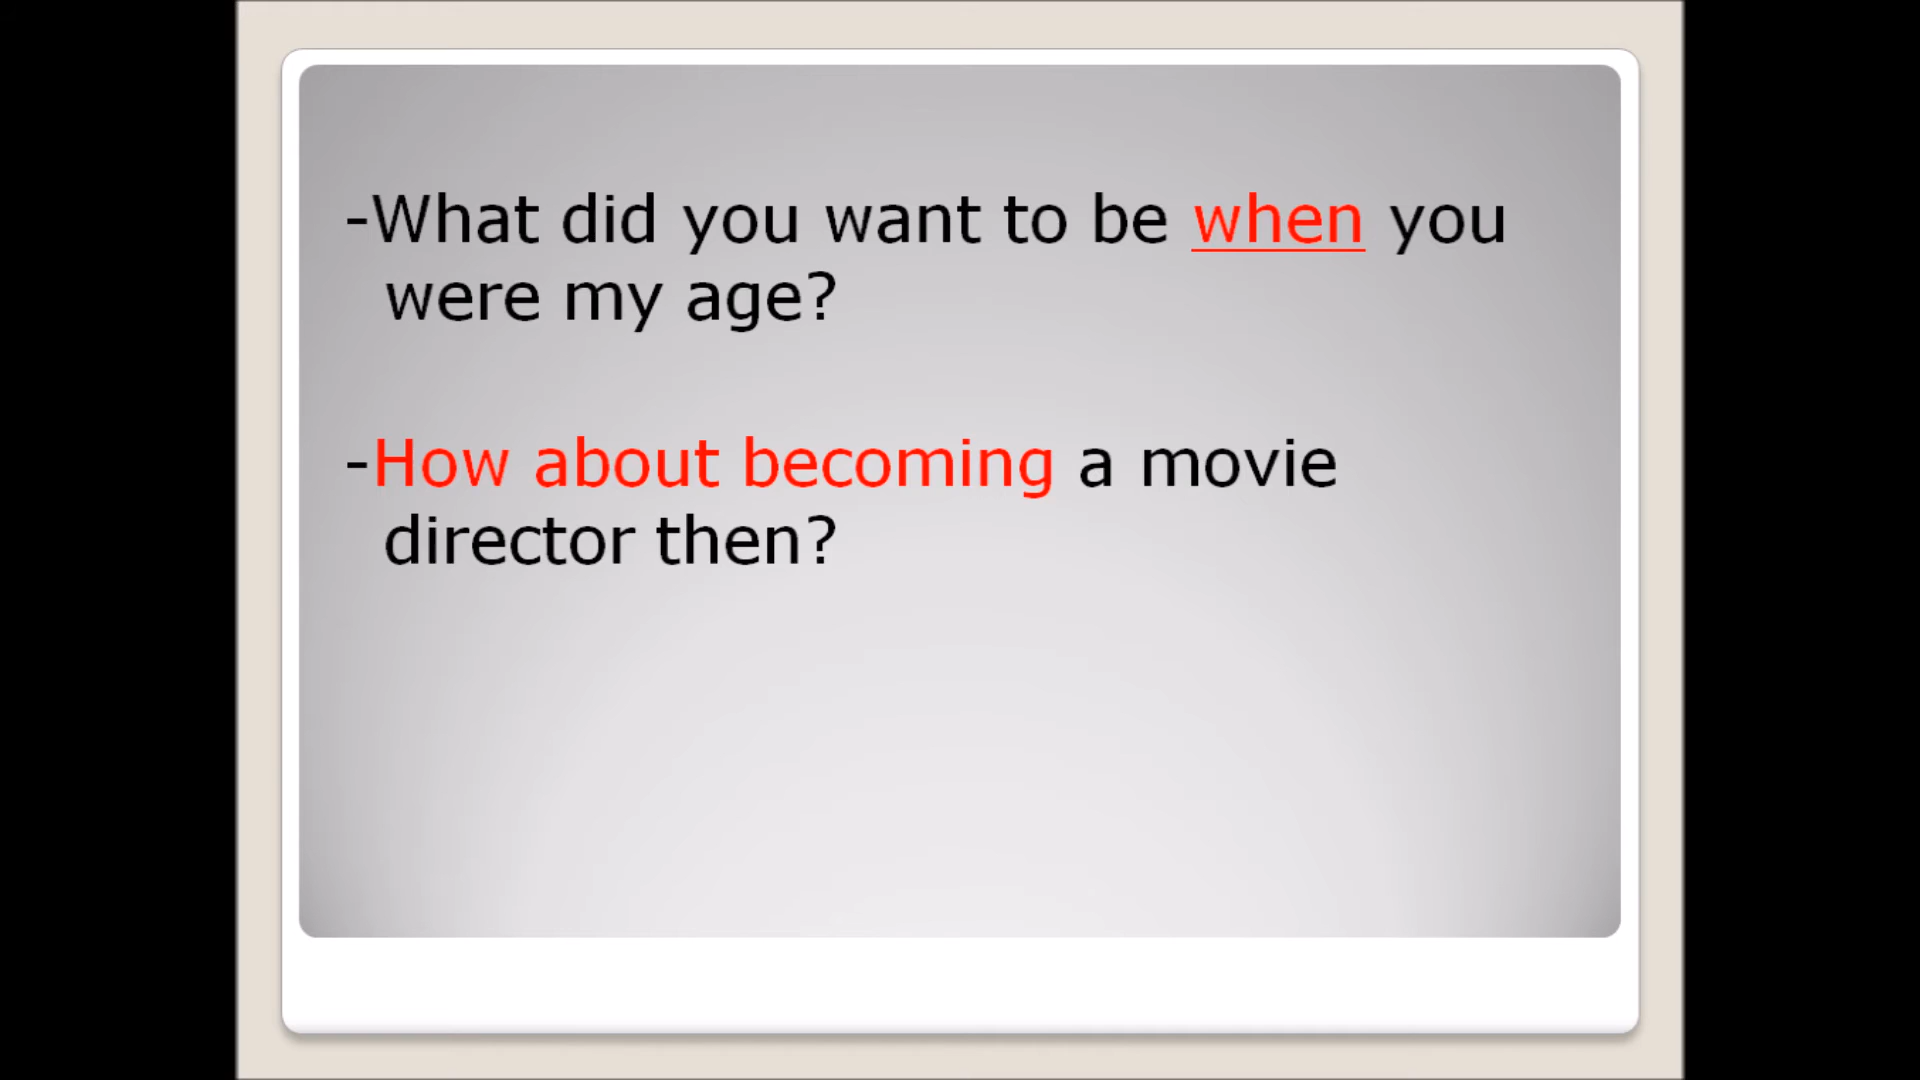 -What did you want to be when you
were my age?
-How about becoming a movie
director then?